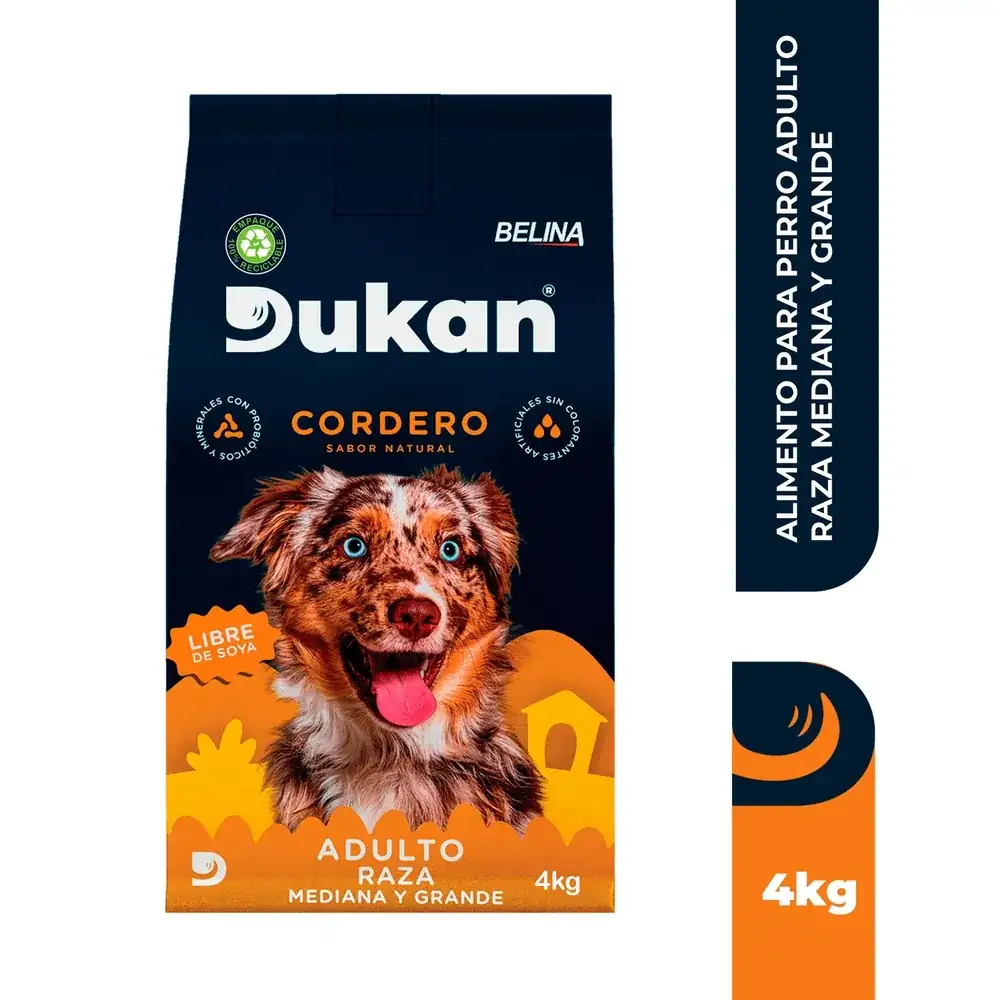 EMPAQUE
100% RECICLABLE
BELINA
Dukan®
MINERALES CON PROBIÓTICOS Y
CORDERO
SABOR NATURAL
SIN COLORANTES ARTIFICIALES
LIBRE
DE SOYA
ADULTO
RAZA
MEDIANA Y GRANDE
4kg
ALIMENTO PARA PERRO ADULTO
RAZA MEDIANA Y GRANDE
4kg